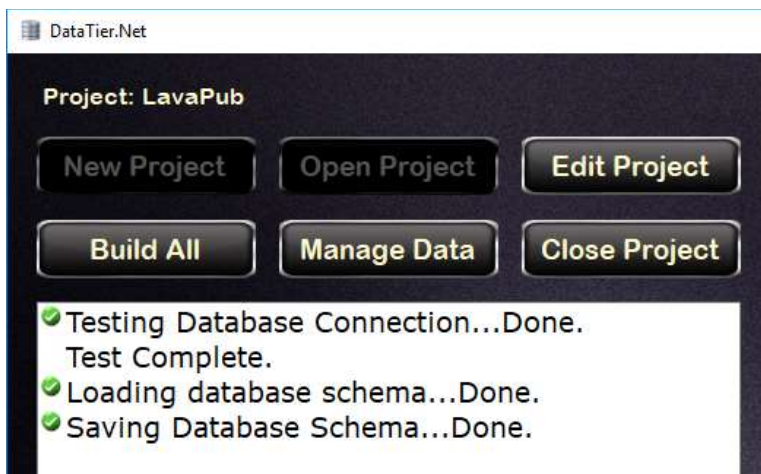 DataTier.Net
Project: LavaPub
New Project Open Project Edit Project
Build All Manage Data Close Project
Testing Database Connection...Done.
Test Complete.
Loading database schema...Done.
Saving Database Schema...Done.